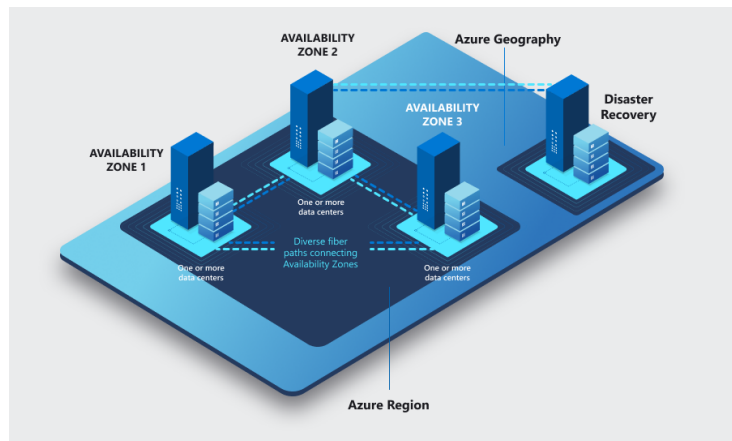 AVAILABILITY
ZONE 2
Azure Geography
Disaster
Recovery
AVAILABILITY
ZONE 3
AVAILABILITY
ZONE 1
One or more
data centers
Diverse fiber
paths connecting
Availability Zones
One or more
data centers
One or more
data centers
Azure Region